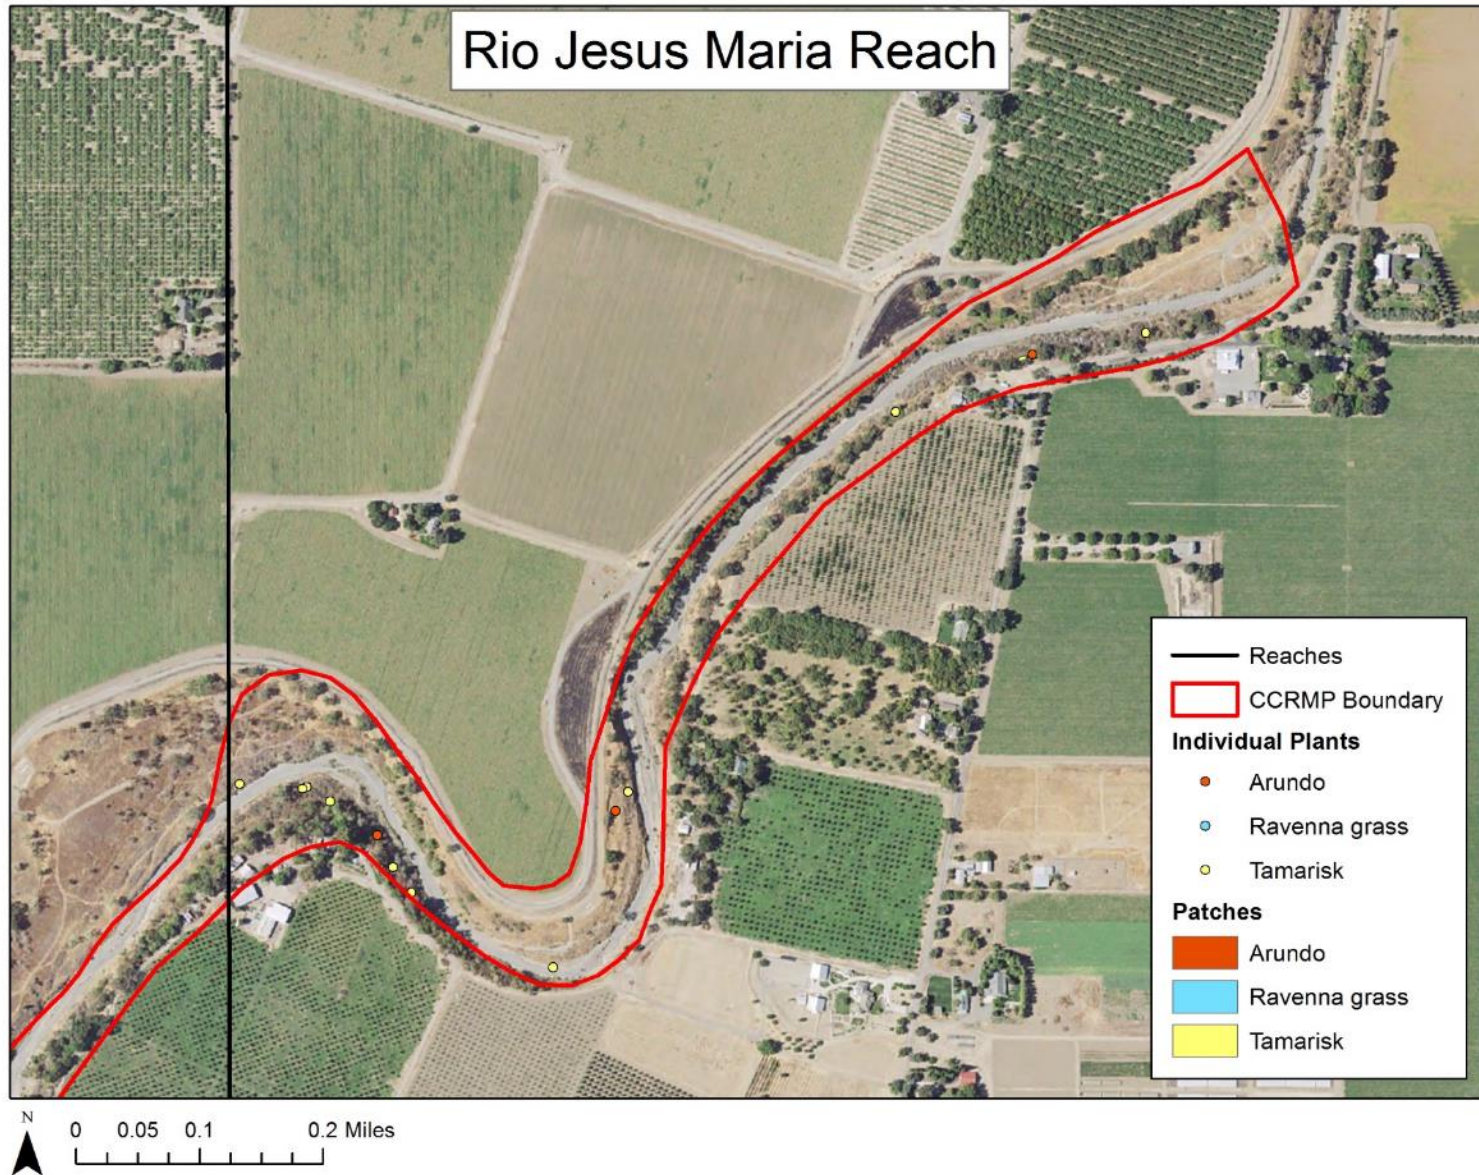 Rio Jesus Maria Reach
Reaches
CCRMP Boundary
Individual Plants
Arundo
Ravenna grass
Tamarisk
Patches
Arundo
Ravenna grass
Tamarisk
N
0 0.05 0.1 0.2 Miles